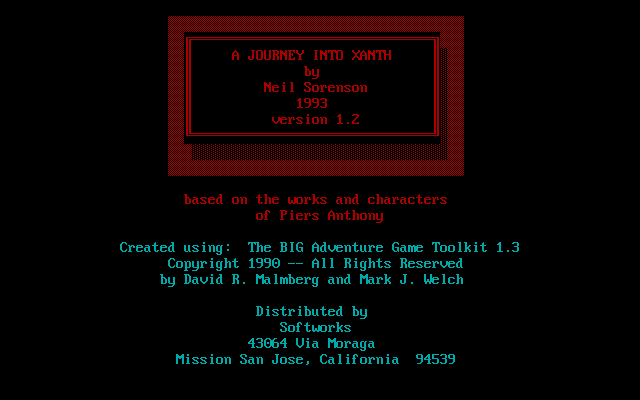 A JOURNEY INTO XANTH
by
Neil Sorenson
1993
version 1.2
based on the works and characters
of Piers Anthony
Created using:  The BIG Adventure Game Toolkit 1.3
Copyright 1990 -- All Rights Reserved
by David R. Malmberg and Mark J. Welch
Distributed by
Softworks
43064 Via Moraga
Mission San Jose, California  94539